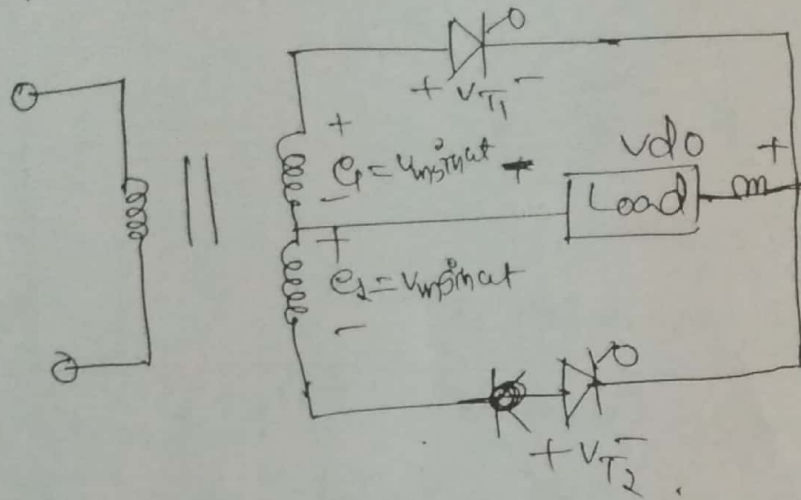 + VT1 -
+
e1 = Vm sin ωt
-
Vdo
- +
Load
+
e2 = Vm sin ωt
-
+ VT2 -